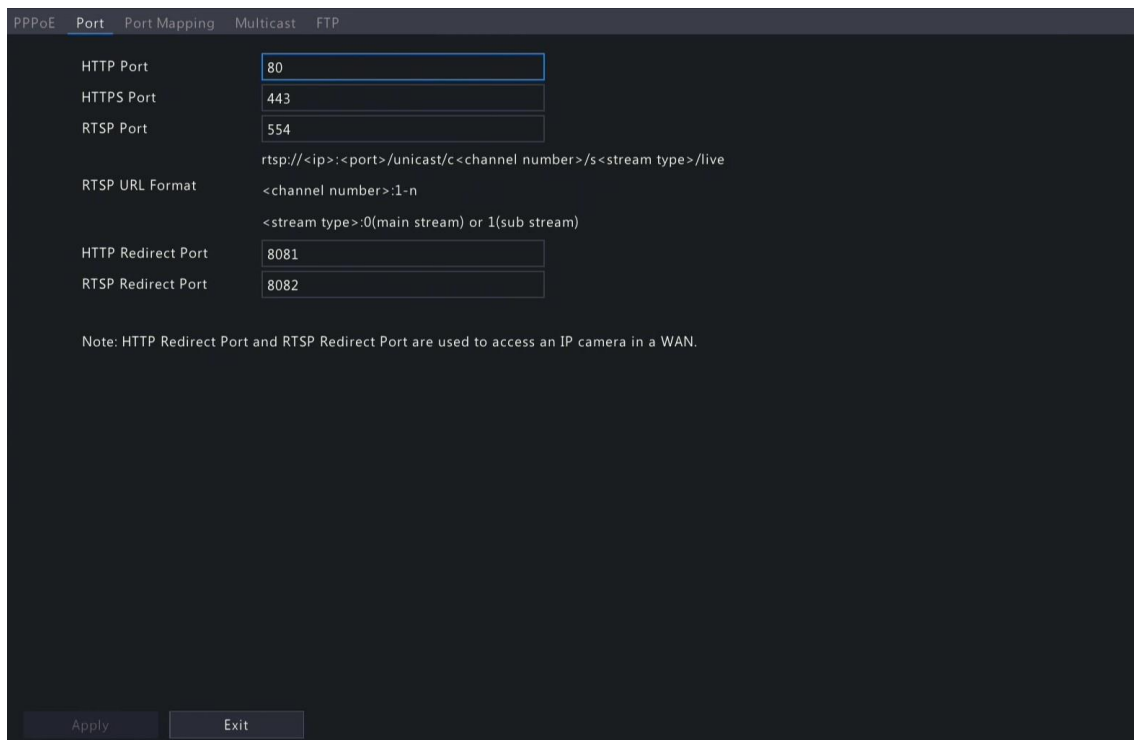 PPPoE Port Port Mapping Multicast FTP
HTTP Port 80
HTTPS Port 443
RTSP Port 554
rtsp://<ip>:<port>/unicast/c<channel number>/s<stream type>/live
RTSP URL Format <channel number>:1-n
<stream type>:0(main stream) or 1(sub stream)
HTTP Redirect Port 8081
RTSP Redirect Port 8082
Note: HTTP Redirect Port and RTSP Redirect Port are used to access an IP camera in a WAN.
Apply Exit